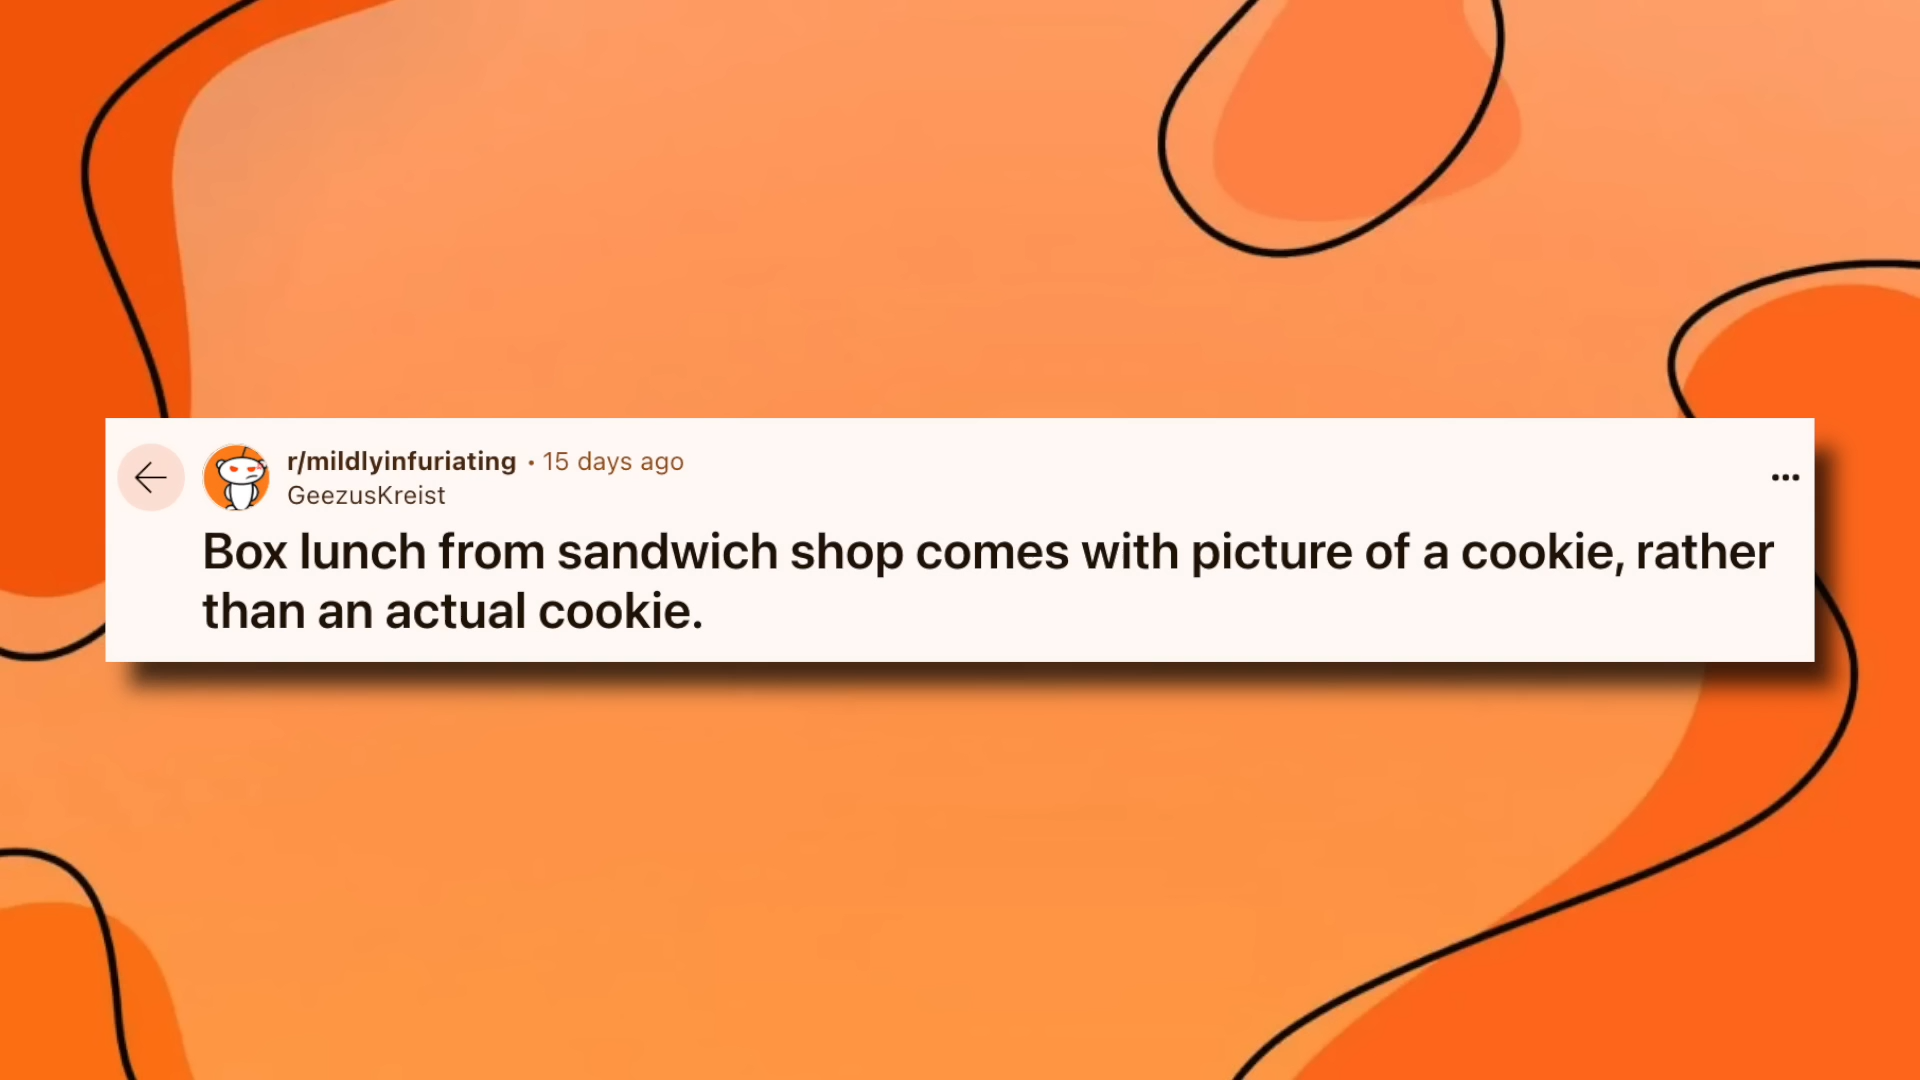 r/mildlyinfuriating • 15 days ago
GeezusKreist
Box lunch from sandwich shop comes with picture of a cookie, rather
than an actual cookie.